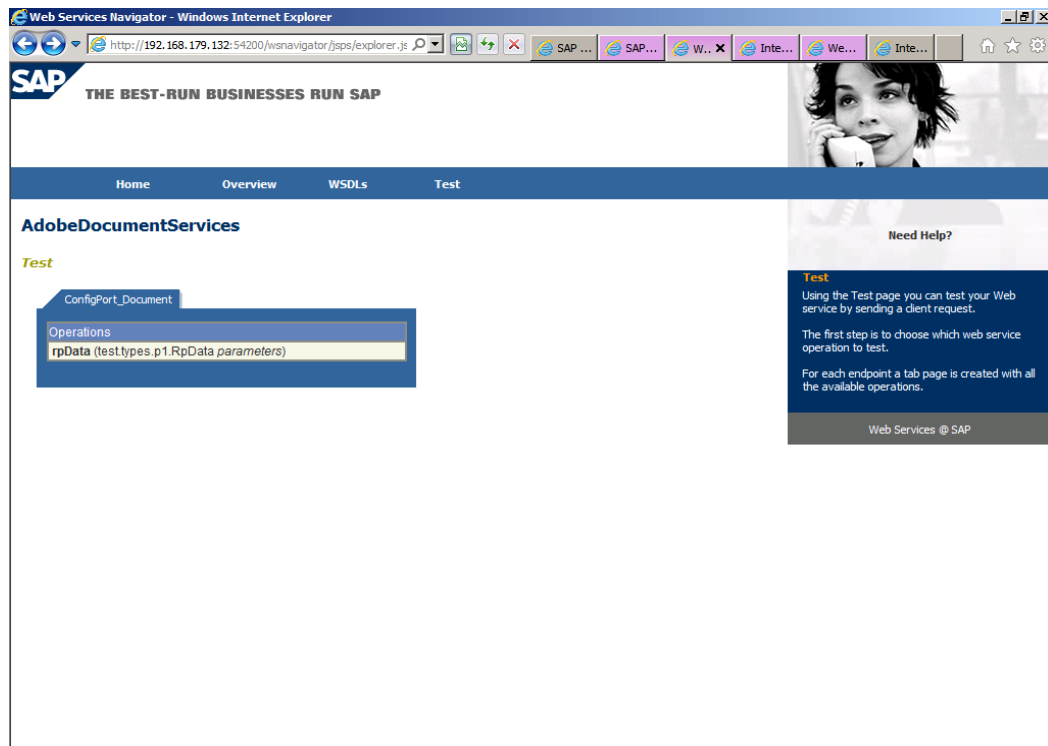 Web Services Navigator - Windows Internet Explorer
http://192.168.179.132:54200/wsnavigator/jsps/explorer.js
SAP ...
SAP...
W..
Inte...
We...
Inte...
SAP
THE BEST-RUN BUSINESSES RUN SAP
Home Overview WSDLs Test
AdobeDocumentServices
Test
ConfigPort_Document
Operations
rpData (test.types.p1.RpData parameters)
Need Help?
Test
Using the Test page you can test your Web
service by sending a client request.
The first step is to choose which web service
operation to test.
For each endpoint a tab page is created with all
the available operations.
Web Services @ SAP